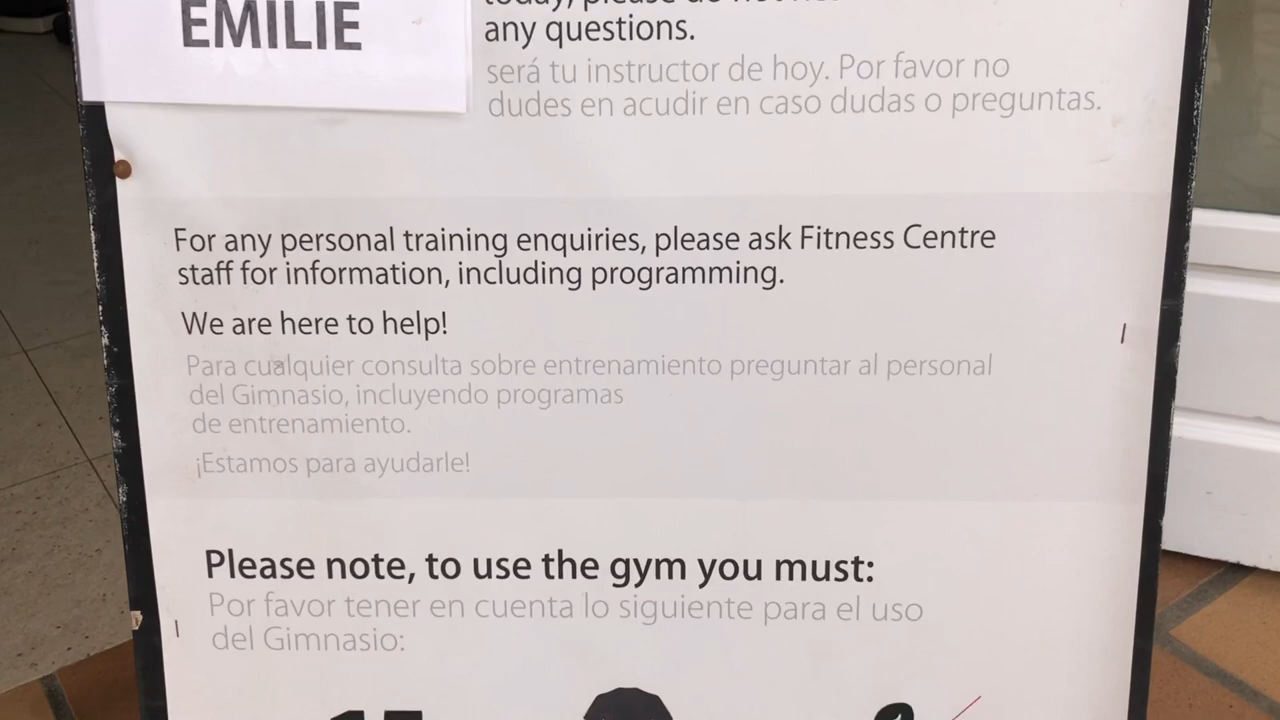 EMILIE
today, please do not
any questions.
será tu instructor de hoy. Por favor no
dudes en acudir en caso dudas o preguntas.
For any personal training enquiries, please ask Fitness Centre
staff for information, including programming.
We are here to help!
Para cualquier consulta sobre entrenamiento preguntar al personal
del Gimnasio, incluyendo programas
de entrenamiento.
¡Estamos para ayudarle!
Please note, to use the gym you must:
Por favor tener en cuenta lo siguiente para el uso
del Gimnasio: